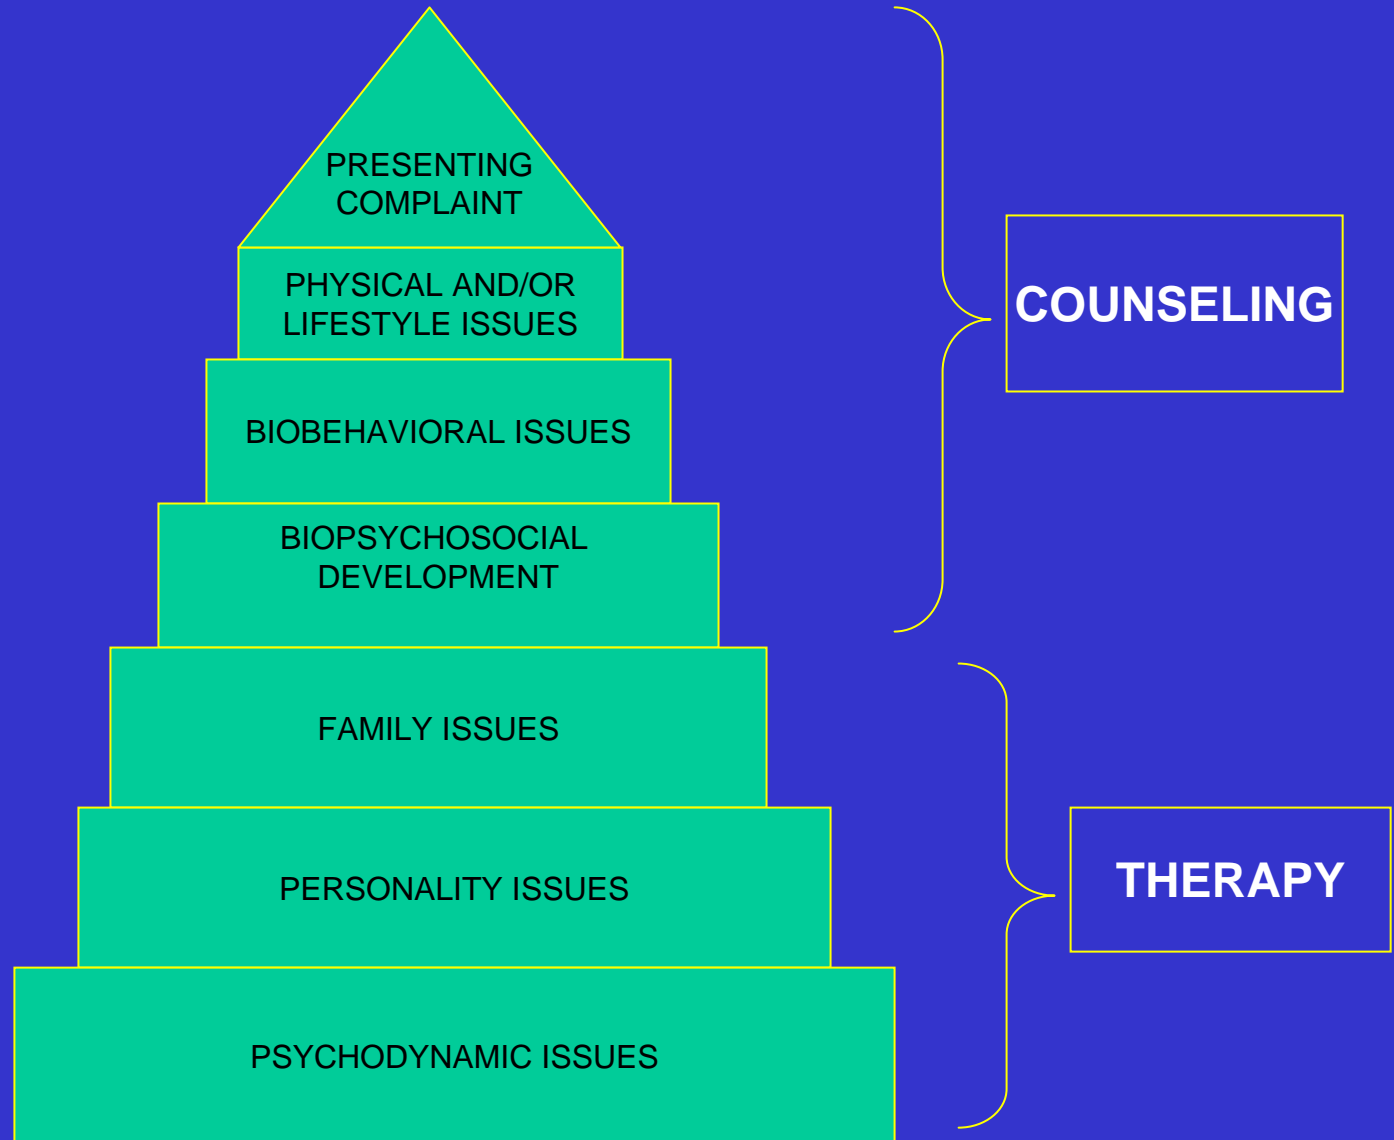 PRESENTING
COMPLAINT
PHYSICAL AND/OR
LIFESTYLE ISSUES
COUNSELING
BIOBEHAVIORAL ISSUES
BIOPSYCHOSOCIAL
DEVELOPMENT
FAMILY ISSUES
PERSONALITY ISSUES
THERAPY
PSYCHODYNAMIC ISSUES